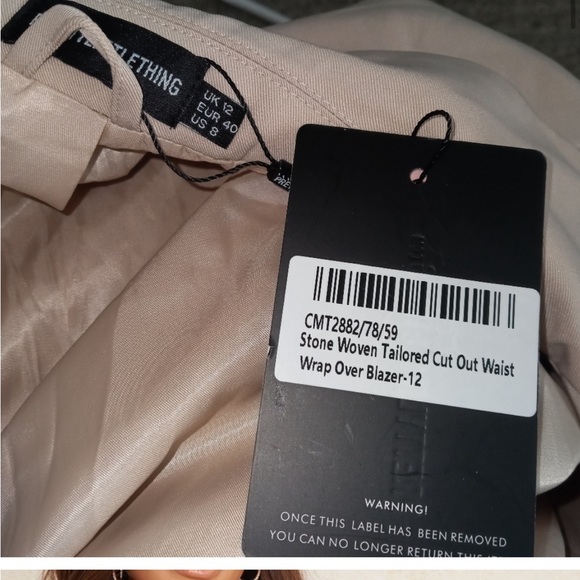 UK 12
EUR 40
US 8
CMT2882/78/59
Stone Woven Tailored Cut Out Waist
Wrap Over Blazer-12
WARNING!
ONCE THIS LABEL HAS BEEN REMOVED
YOU CAN NO LONGER RETURN THIS